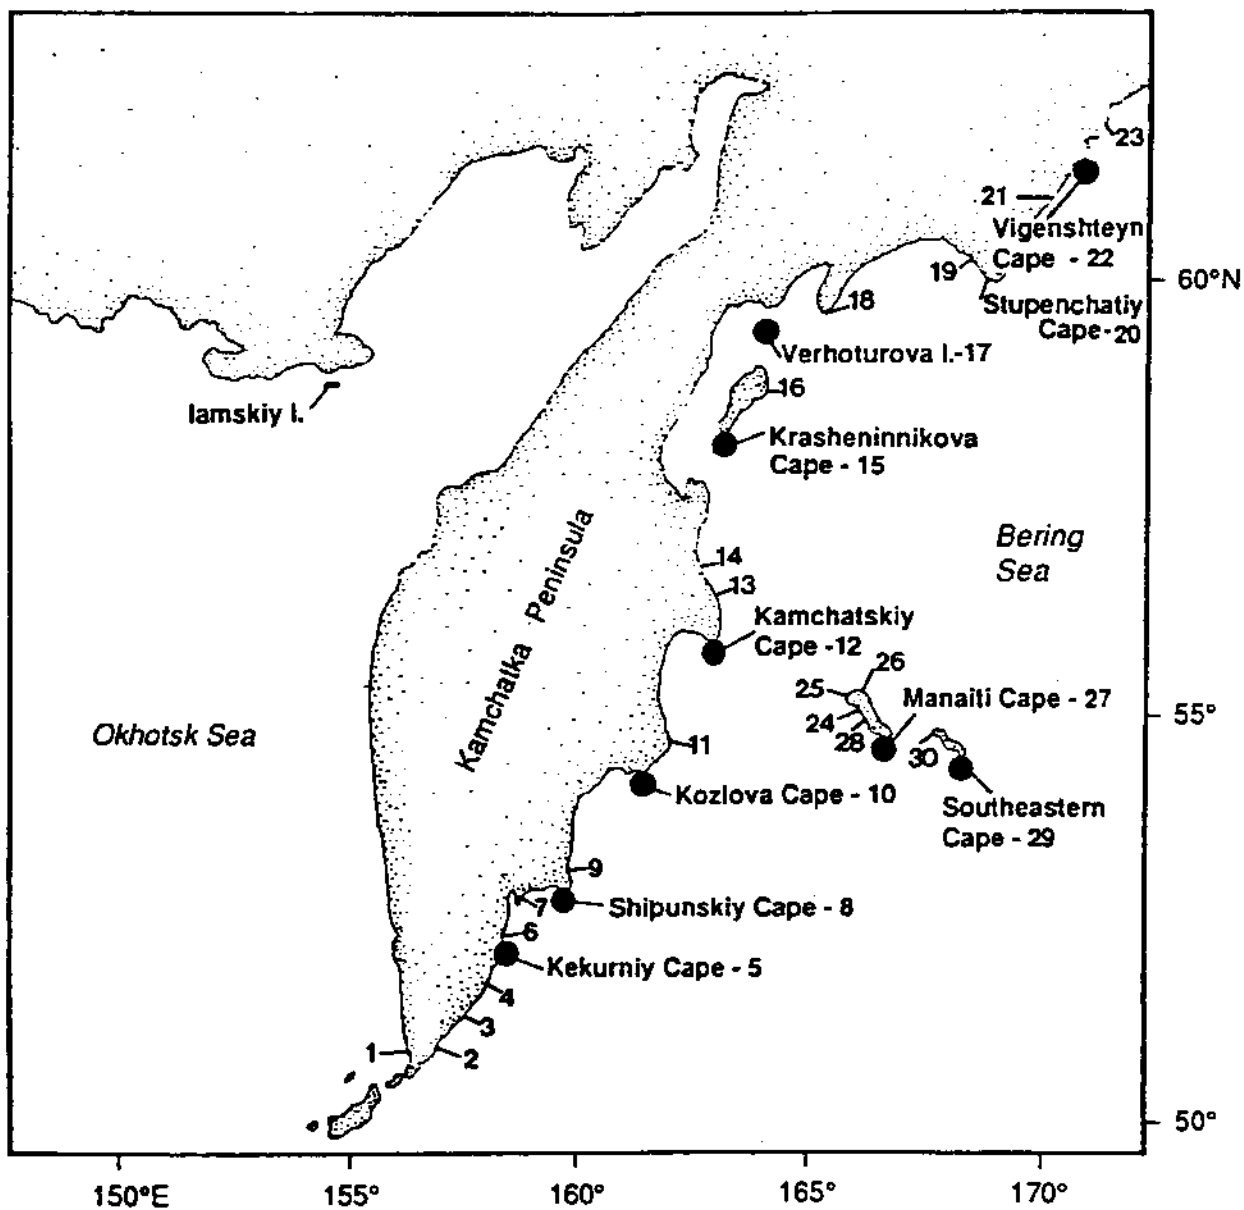 23
21
Vigenshteyn
Cape - 22
19
60°N
18
Stupenchatiy
Cape-20
Verhoturova I.-17
16
Iamskiy I.
Krasheninnikova
Cape - 15
Kamchatka Peninsula
Bering
Sea
14
13
Kamchatskiy
Cape -12
26
25
Manaiti Cape - 27
24
28
55°
Okhotsk Sea
11
30
Kozlova Cape - 10
Southeastern
Cape - 29
9
7
Shipunskiy Cape - 8
6
Kekurniy Cape - 5
4
3
1
2
50°
150°E
155°
160°
165°
170°